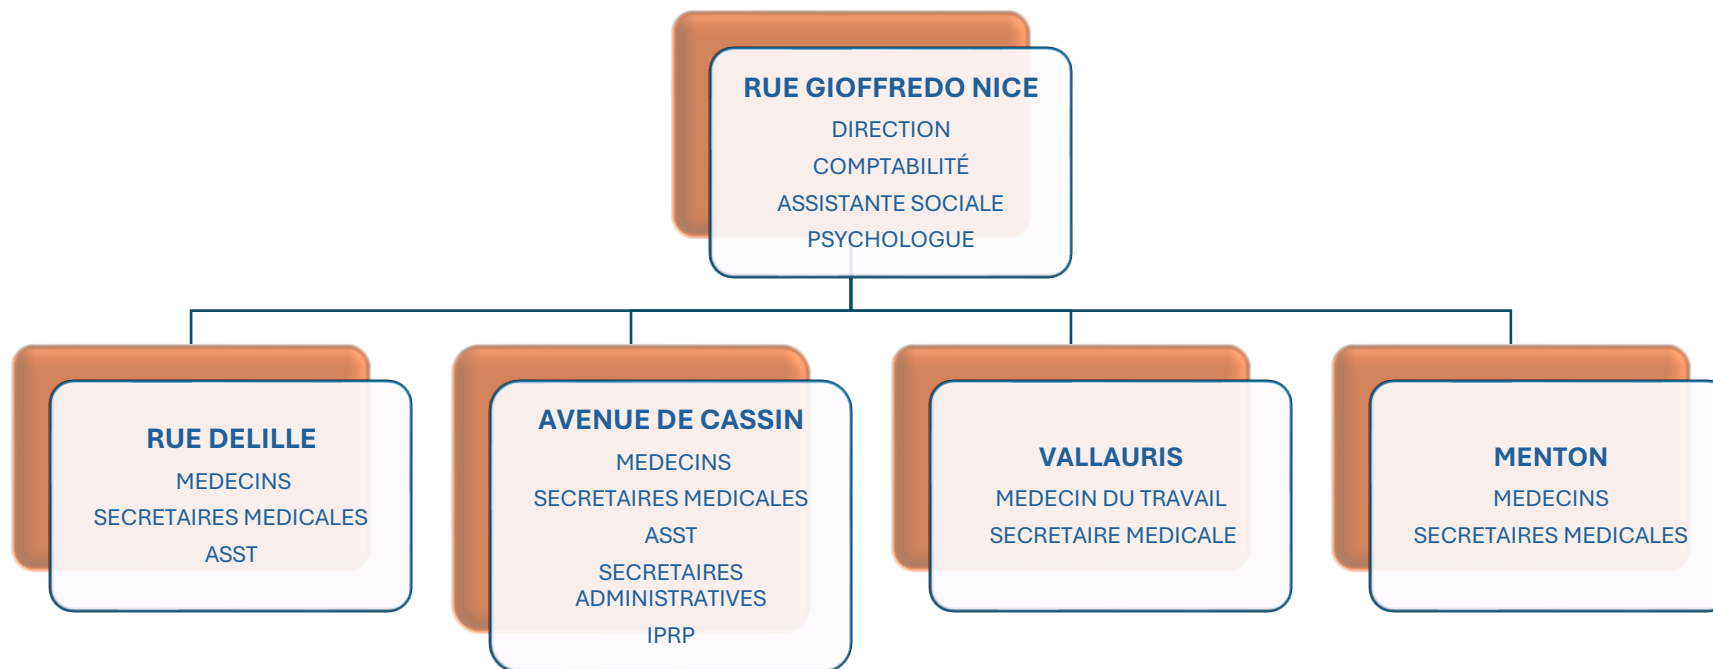 RUE GIOFFREDO NICE
DIRECTION
COMPTABILITÉ
ASSISTANTE SOCIALE
PSYCHOLOGUE
RUE DELILLE
MEDECINS
SECRETAIRES MEDICALES
ASST
AVENUE DE CASSIN
MEDECINS
SECRETAIRES MEDICALES
ASST
SECRETAIRES
ADMINISTRATIVES
IPRP
VALLAURIS
MEDECIN DU TRAVAIL
SECRETAIRE MEDICALE
MENTON
MEDECINS
SECRETAIRES MEDICALES